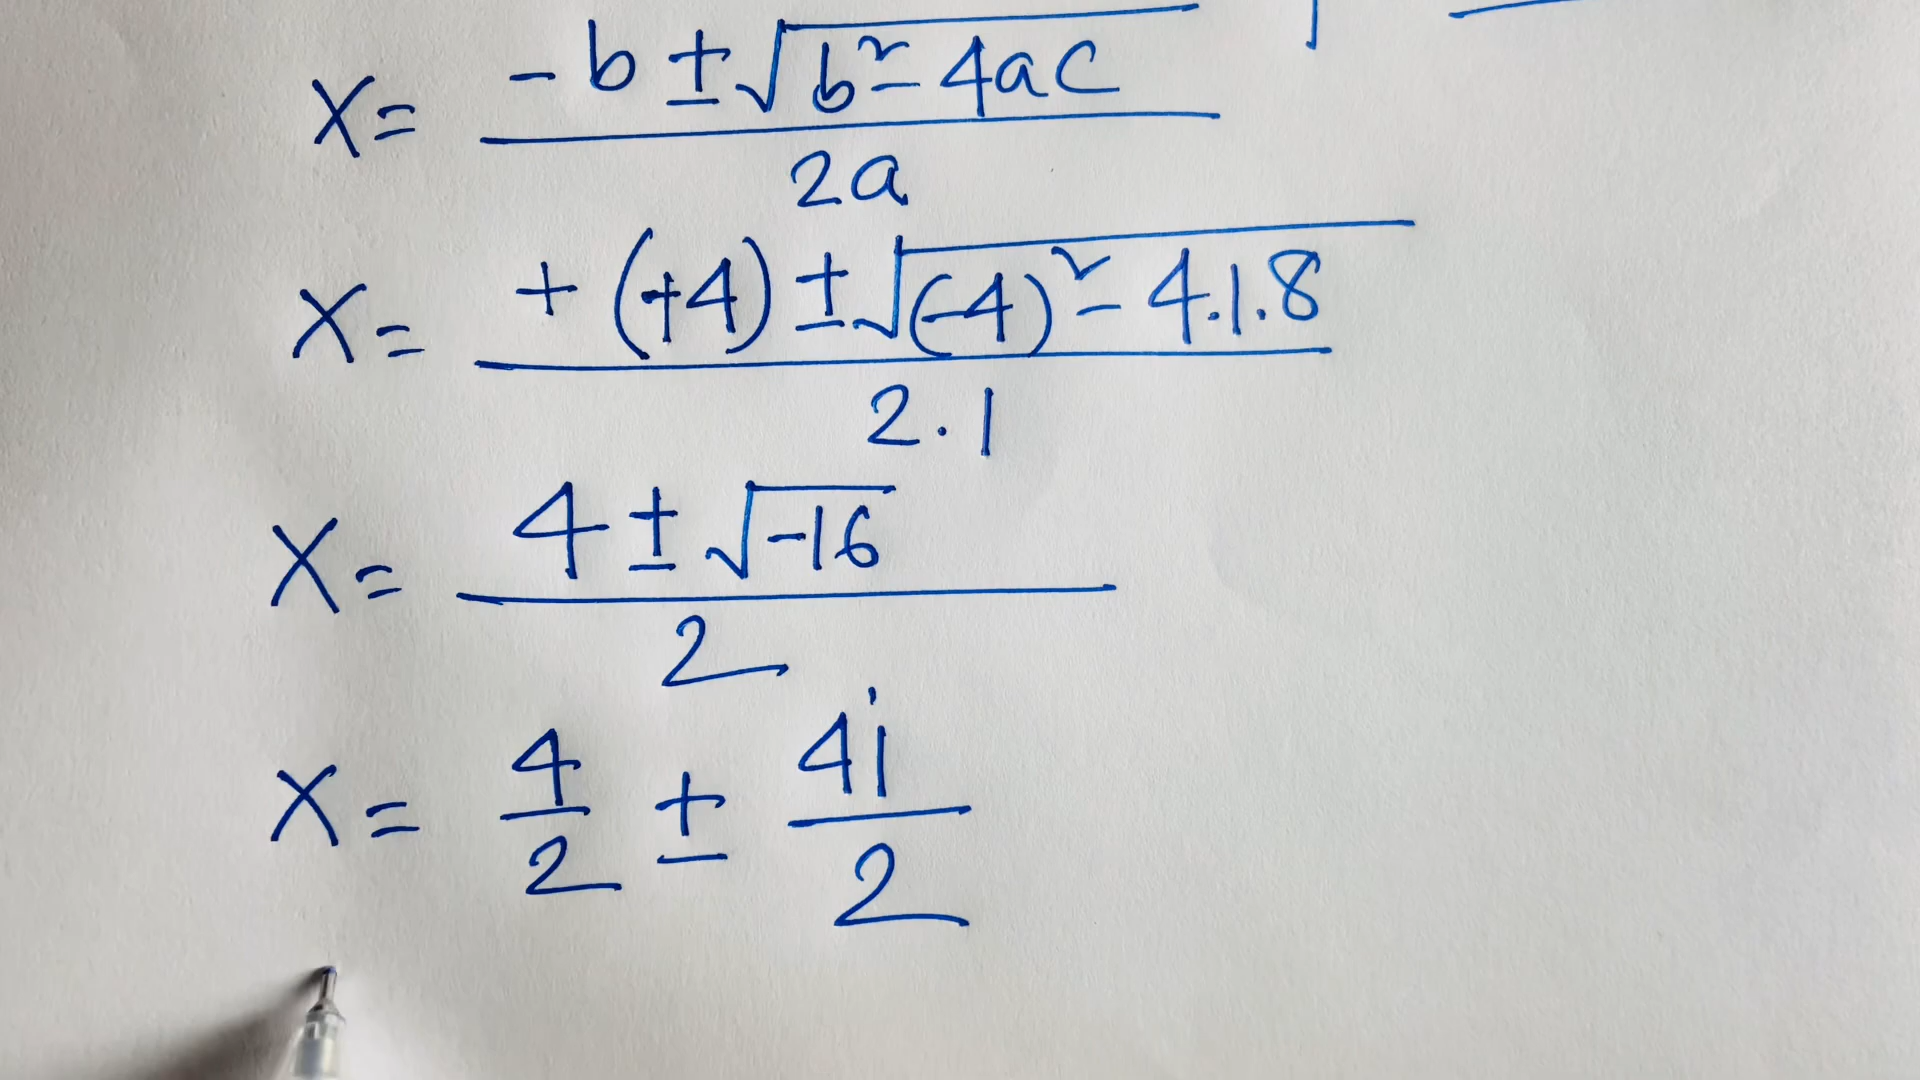 x = (-b ± √(b² - 4ac)) / 2a
x = (+(+4) ± √((-4)² - 4.1.8)) / 2.1
x = (4 ± √-16) / 2
x = 4/2 ± 4i/2